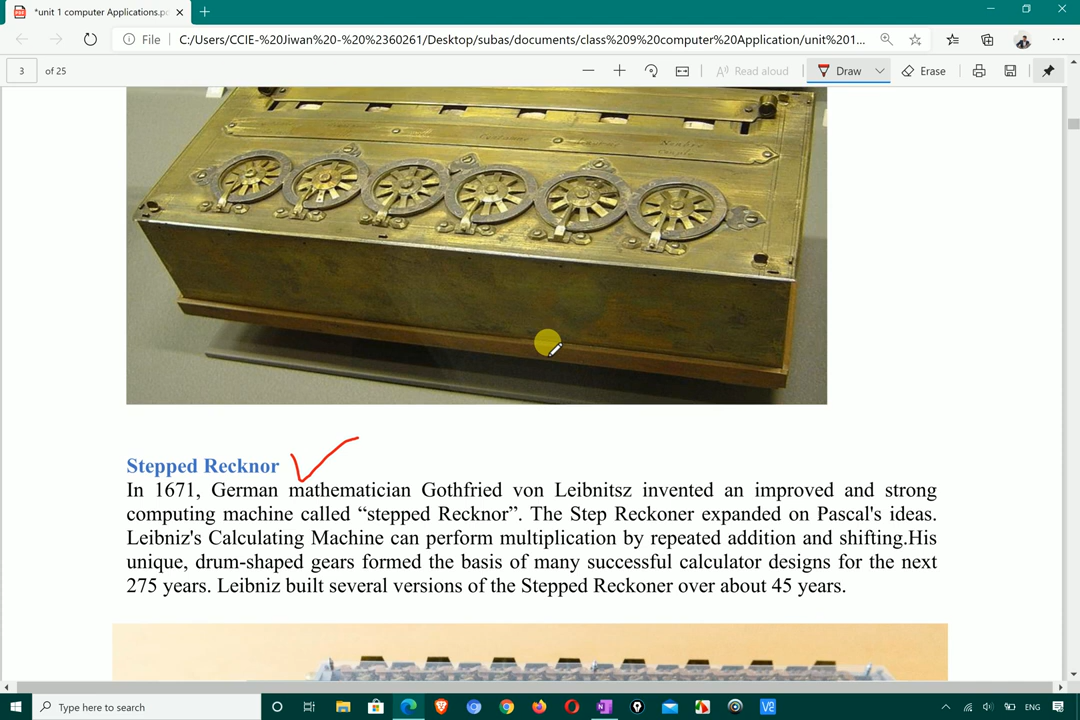 *unit 1 computer Applications.pd
File
C:/Users/CCIE-%20Jiwan%20-%20%2360261/Desktop/subas/documents/class%209%20computer%20Application/unit%201...
3 of 25
Read aloud
Draw
Erase
Stepped Recknor
In 1671, German mathematician Gothfried von Leibnitsz invented an improved and strong
computing machine called “stepped Recknor”. The Step Reckoner expanded on Pascal's ideas.
Leibniz's Calculating Machine can perform multiplication by repeated addition and shifting.His
unique, drum-shaped gears formed the basis of many successful calculator designs for the next
275 years. Leibniz built several versions of the Stepped Reckoner over about 45 years.
Type here to search
ENG